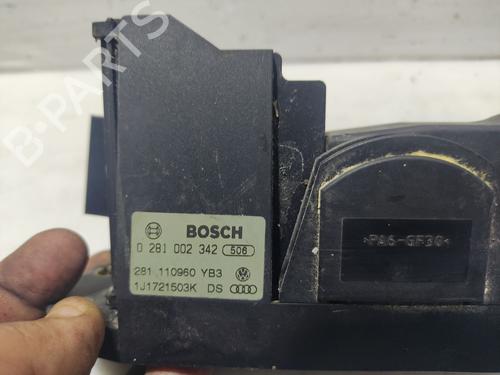 B-PARTS
BOSCH
0 281 002 342 506
281 110960 YB3
1J1721503K DS
>PA6-GF30<